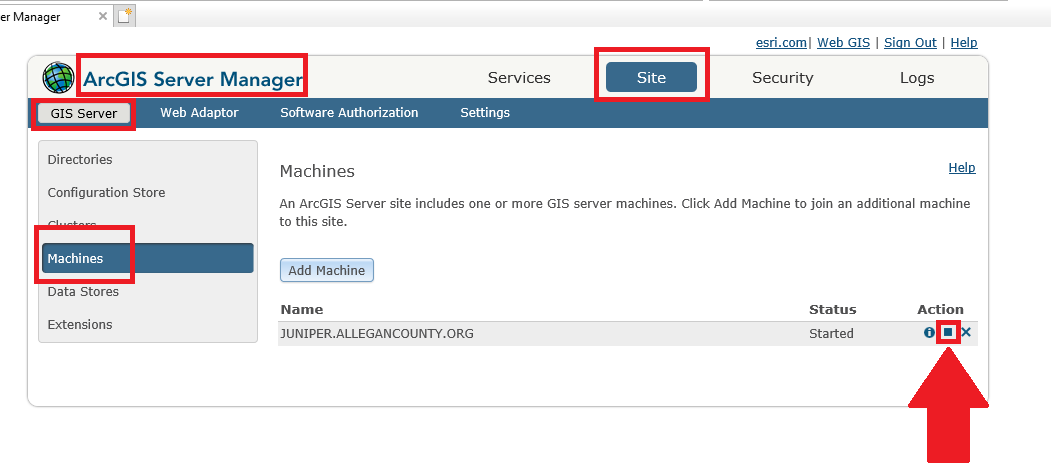 er Manager
esri.com| Web GIS | Sign Out | Help
ArcGIS Server Manager Services Site Security Logs
GIS Server Web Adaptor Software Authorization Settings
Directories
Configuration Store
Clusters
Machines
Data Stores
Extensions
Machines Help
An ArcGIS Server site includes one or more GIS server machines. Click Add Machine to join an additional machine
to this site.
Add Machine
Name Status Action
JUNIPER.ALLEGANCOUNTY.ORG Started